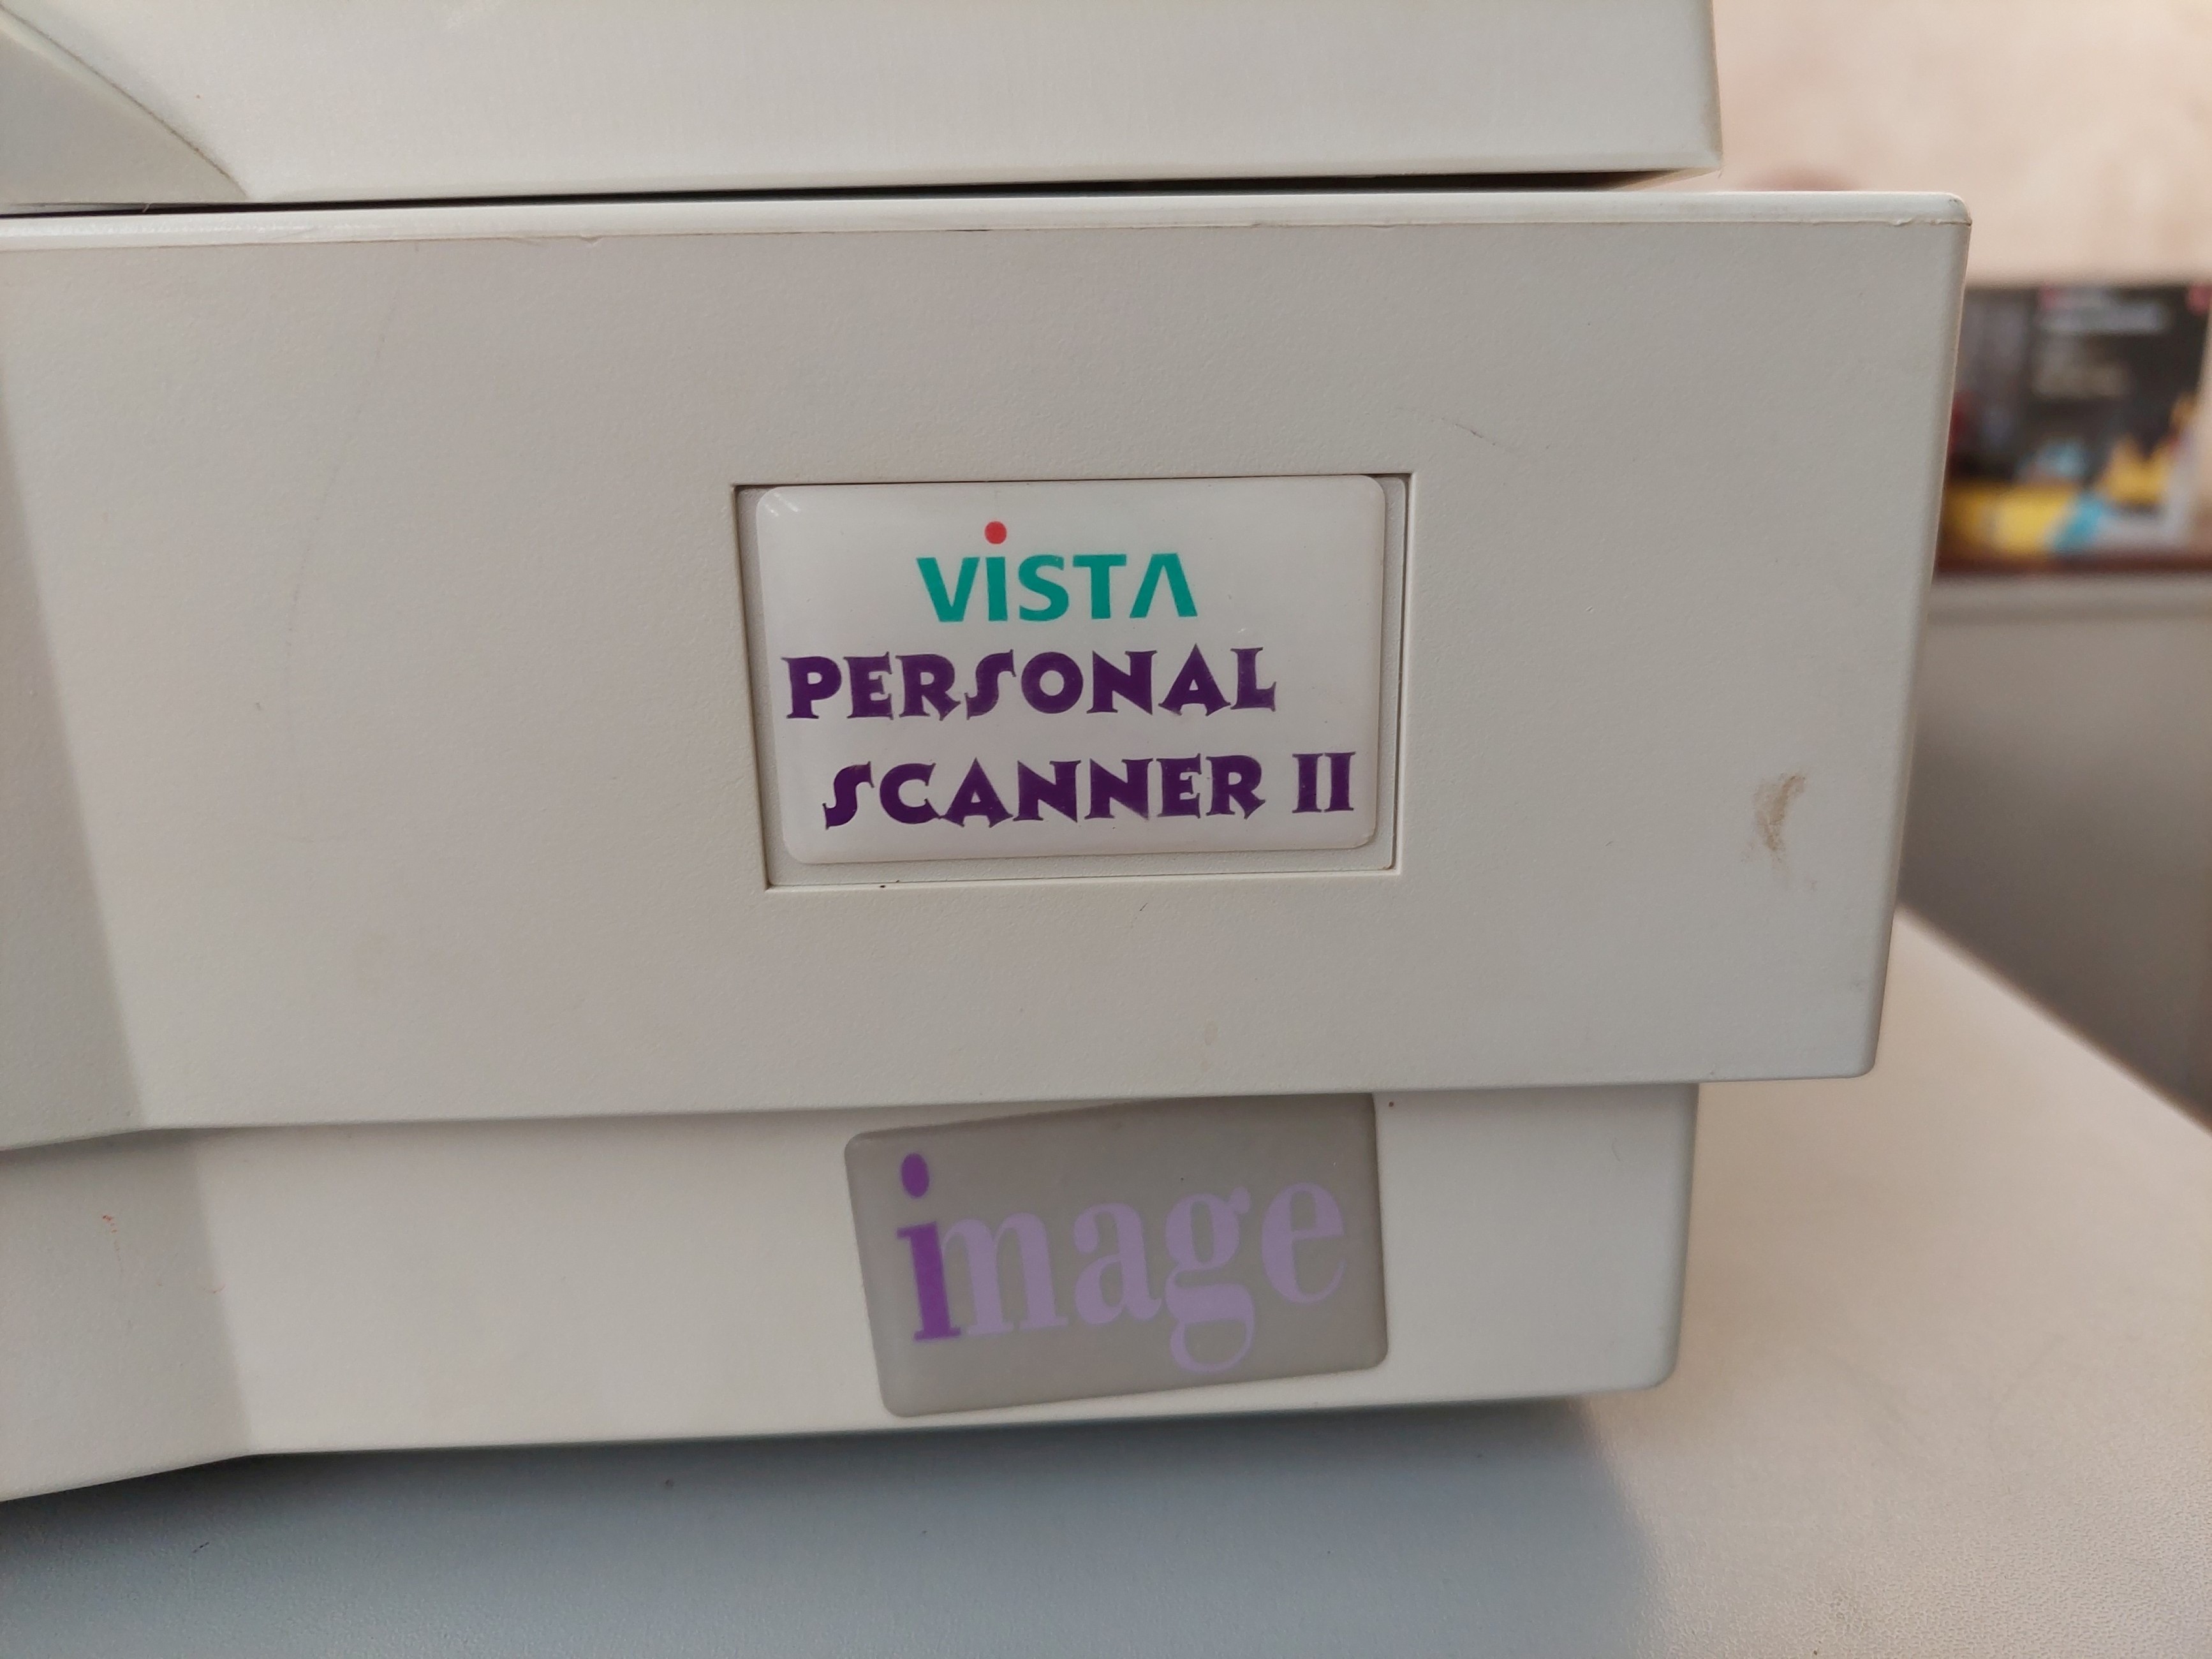 ViSTA
PERSONAL
SCANNER II
image